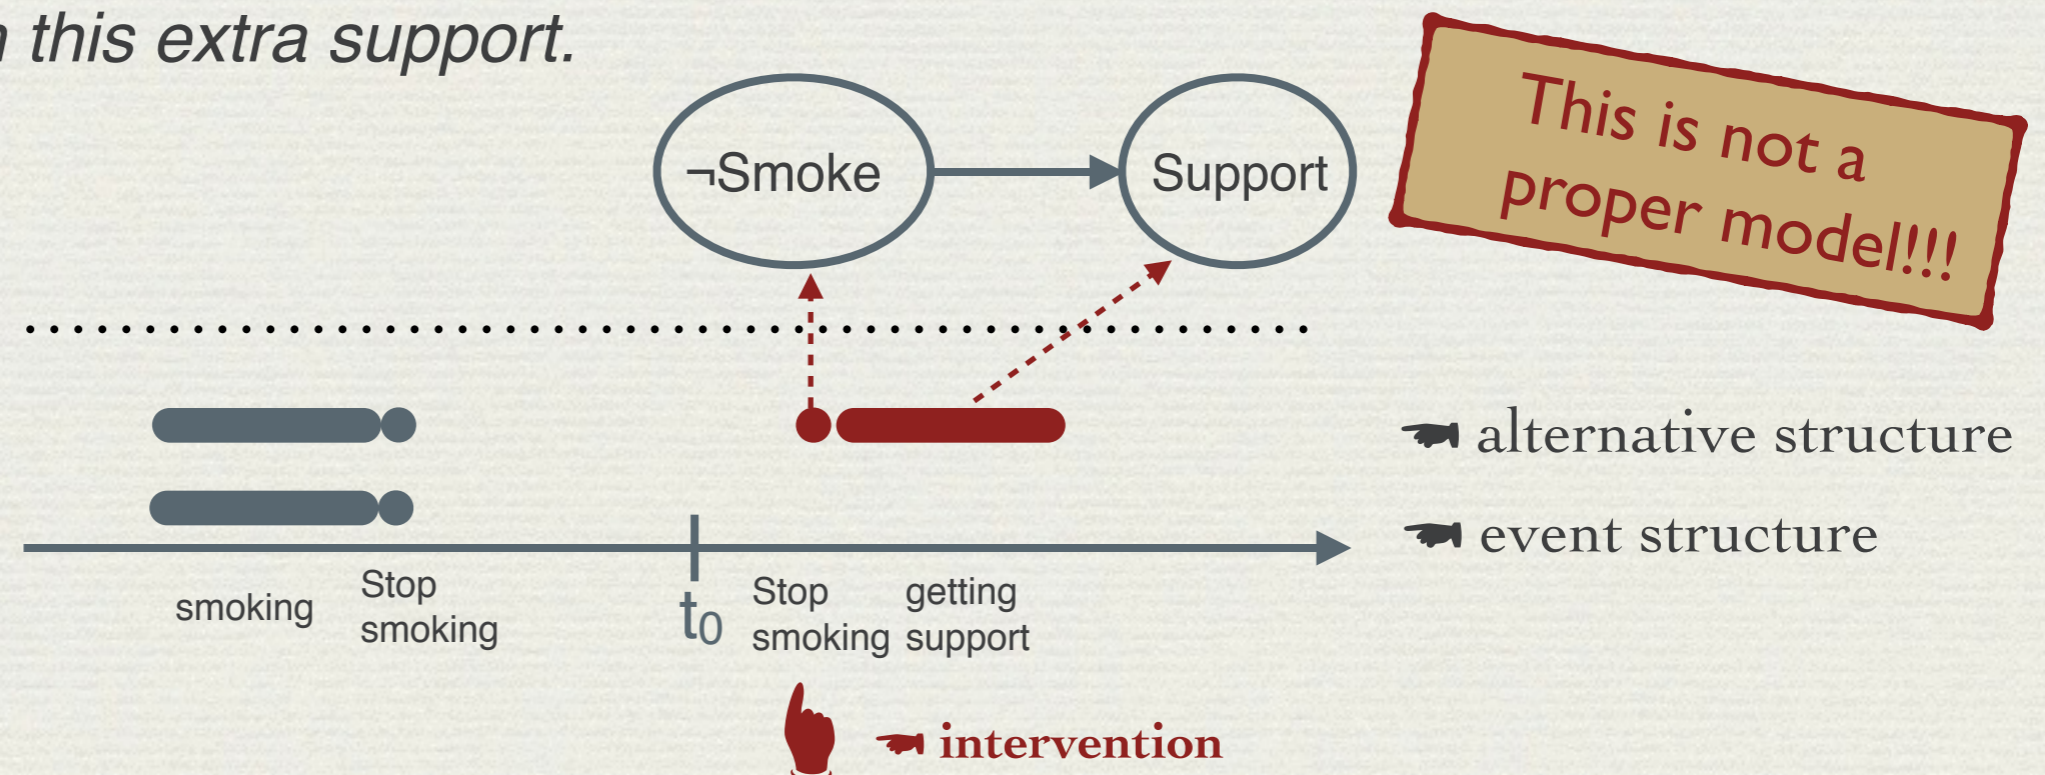 this extra support.
¬Smoke
Support
This is not a
proper model!!!
alternative structure
event structure
smoking
Stop
smoking
t₀
Stop
smoking
getting
support
intervention